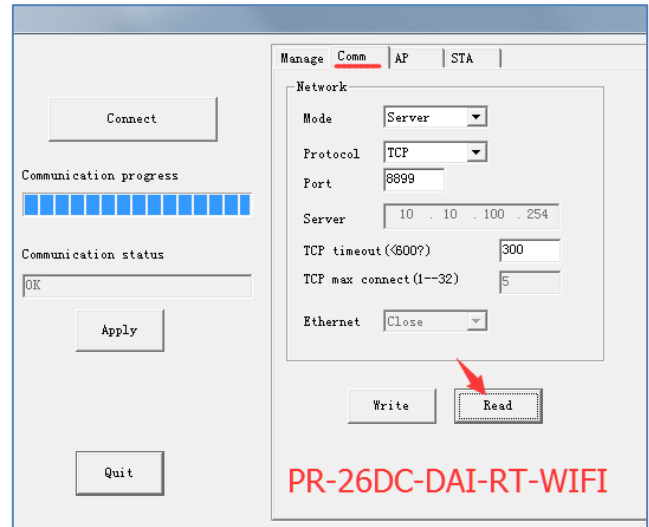 Manage Comm AP STA
Network
Connect
Mode Server
Protocol TCP
Communication progress
Port 8899
Server 10 . 10 . 100 . 254
Communication status
TCP timeout(<600?) 300
OK
TCP max connect(1--32) 5
Apply
Ethernet Close
Write Read
Quit
PR-26DC-DAI-RT-WIFI